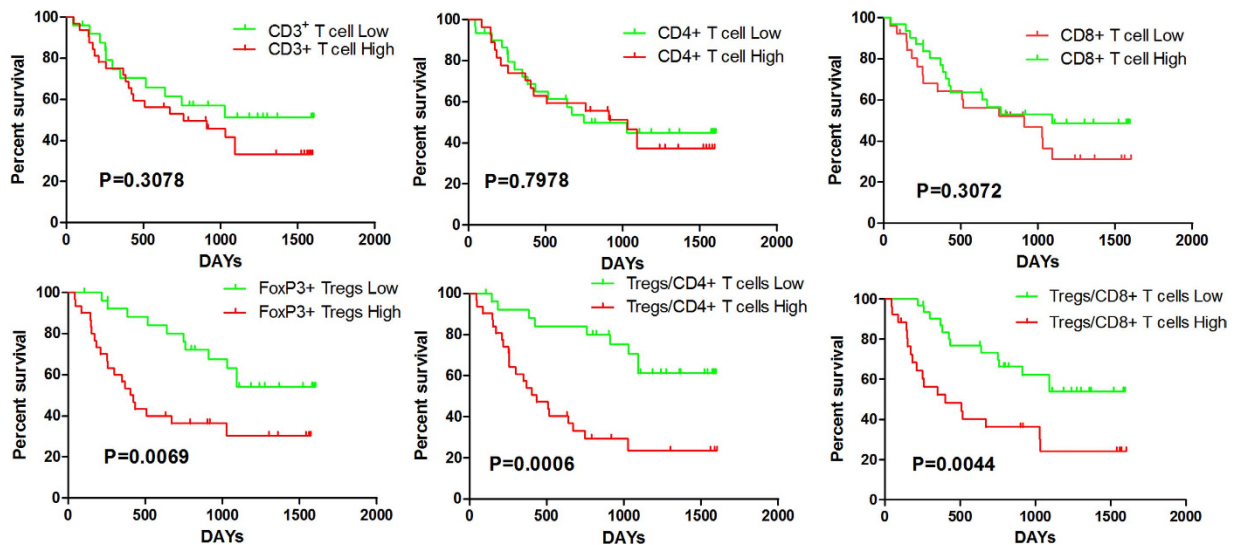 Percent survival
100
80
60
40
20
0
CD3+ T cell Low
CD3+ T cell High
P=0.3078
0
500
1000
1500
2000
DAYs
Percent survival
100
80
60
40
20
0
CD4+ T cell Low
CD4+ T cell High
P=0.7978
0
500
1000
1500
2000
DAYs
Percent survival
100
80
60
40
20
0
CD8+ T cell Low
CD8+ T cell High
P=0.3072
0
500
1000
1500
2000
DAYs
Percent survival
100
80
60
40
20
0
FoxP3+ Tregs Low
FoxP3+ Tregs High
P=0.0069
0
500
1000
1500
2000
DAYs
Percent survival
100
80
60
40
20
0
Tregs/CD4+ T cells Low
Tregs/CD4+ T cells High
P=0.0006
0
500
1000
1500
2000
DAYs
Percent survival
100
80
60
40
20
0
Tregs/CD8+ T cells Low
Tregs/CD8+ T cells High
P=0.0044
0
500
1000
1500
2000
DAYs